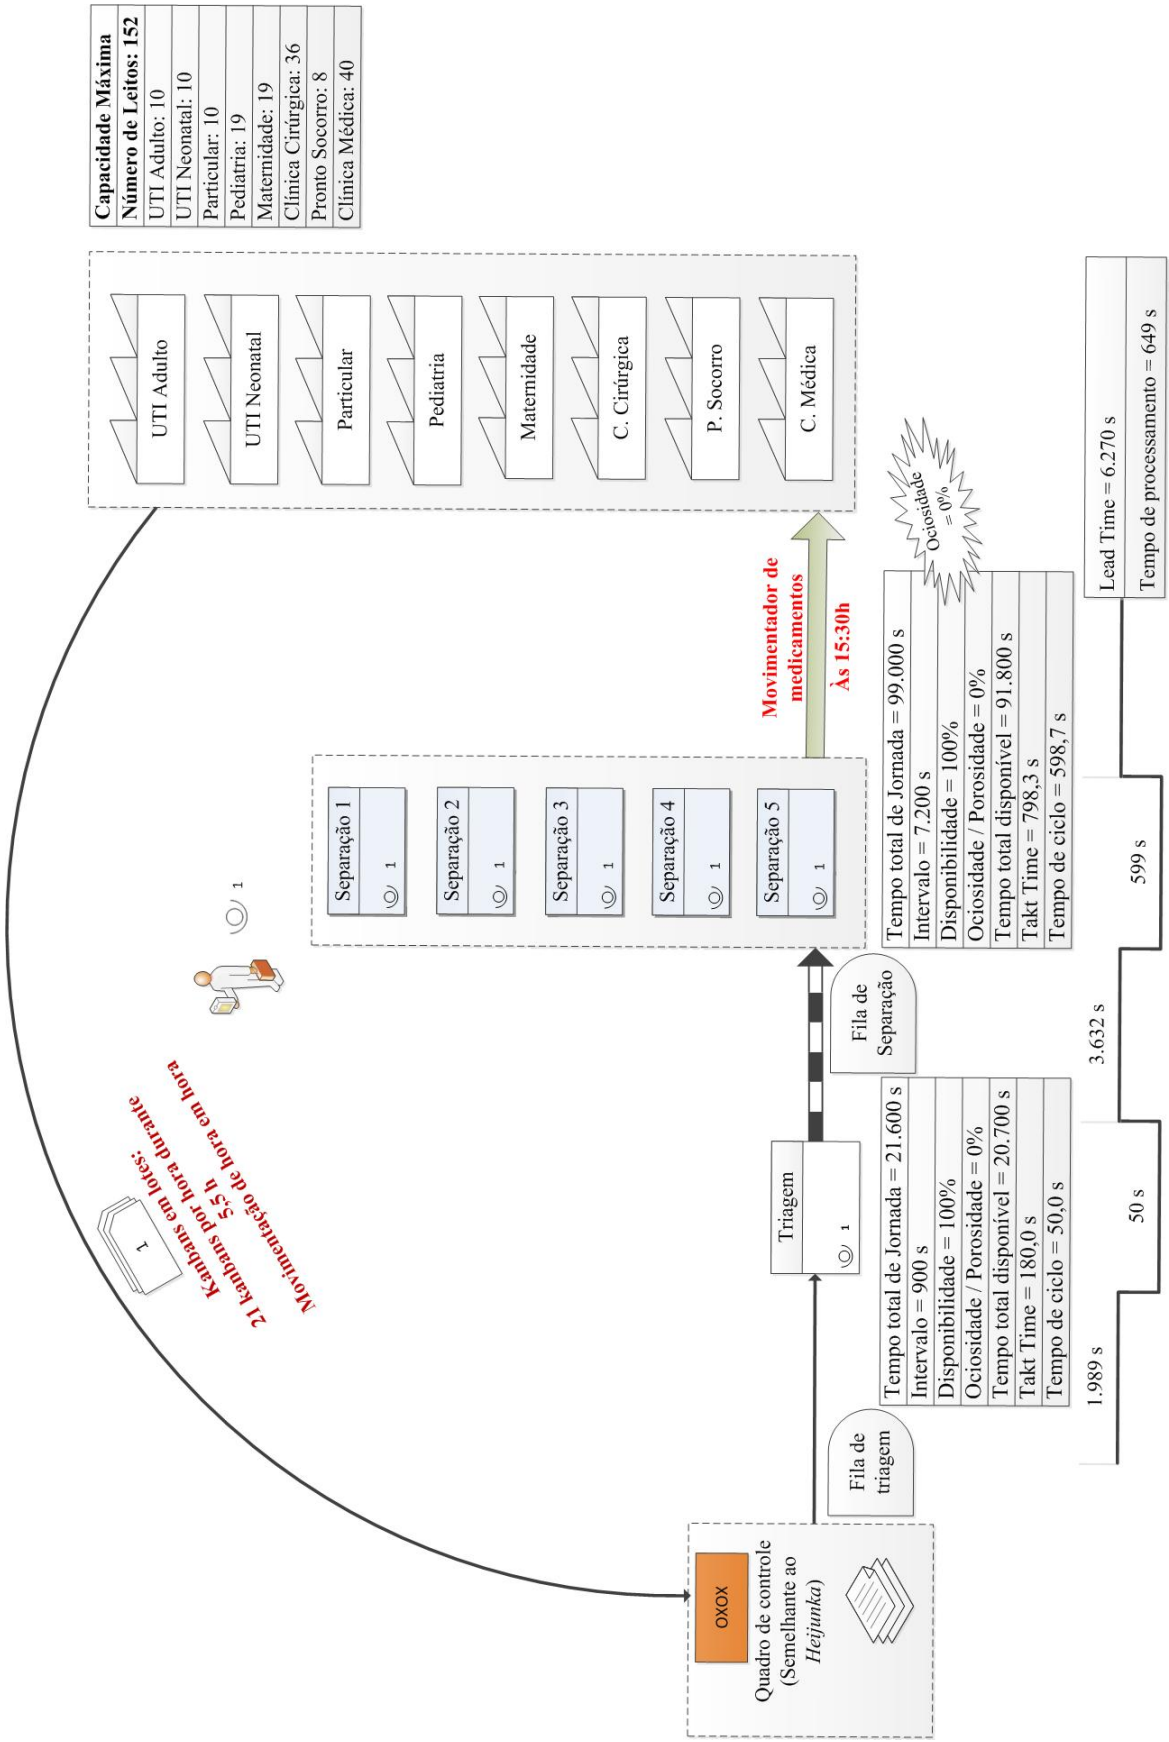 Capacidade Máxima
Número de Leitos: 152
UTI Adulto: 10
UTI Neonatal: 10
Particular: 10
Pediatria: 19
Maternidade: 19
Clínica Cirúrgica: 36
Pronto Socorro: 8
Clínica Médica: 40
1
Kanbans em lotes:
21 kanbans por hora durante
5,5 h
Movimentação de hora em hora
1
UTI Adulto
UTI Neonatal
Particular
Pediatria
Maternidade
C. Cirúrgica
P. Socorro
C. Médica
OXOX
Quadro de controle
(Semelhante ao
Heijunka)
Fila de
triagem
Triagem
1
Fila de
Separação
Separação 1
1
Separação 2
1
Separação 3
1
Separação 4
1
Separação 5
1
Movimentador de
medicamentos
Às 15:30h
Tempo total de Jornada = 21.600 s
Intervalo = 900 s
Disponibilidade = 100%
Ociosidade / Porosidade = 0%
Tempo total disponível = 20.700 s
Takt Time = 180,0 s
Tempo de ciclo = 50,0 s
Tempo total de Jornada = 99.000 s
Intervalo = 7.200 s
Disponibilidade = 100%
Ociosidade / Porosidade = 0%
Tempo total disponível = 91.800 s
Takt Time = 798,3 s
Tempo de ciclo = 598,7 s
Ociosidade
= 0%
1.989 s
50 s
3.632 s
599 s
Lead Time = 6.270 s
Tempo de processamento = 649 s